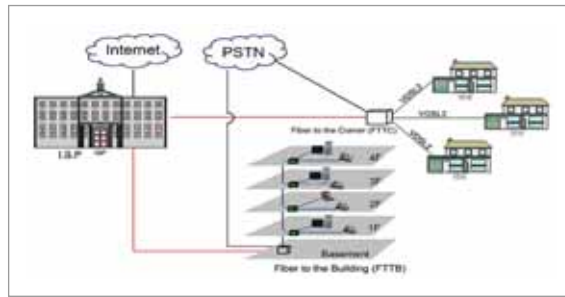 Internet
PSTN
VDSL2
VDSL2
VDSL2
Fiber to the Corner (FTTC)
I.S.P
4F
3F
2F
1F
Basement
Fiber to the Building (FTTB)